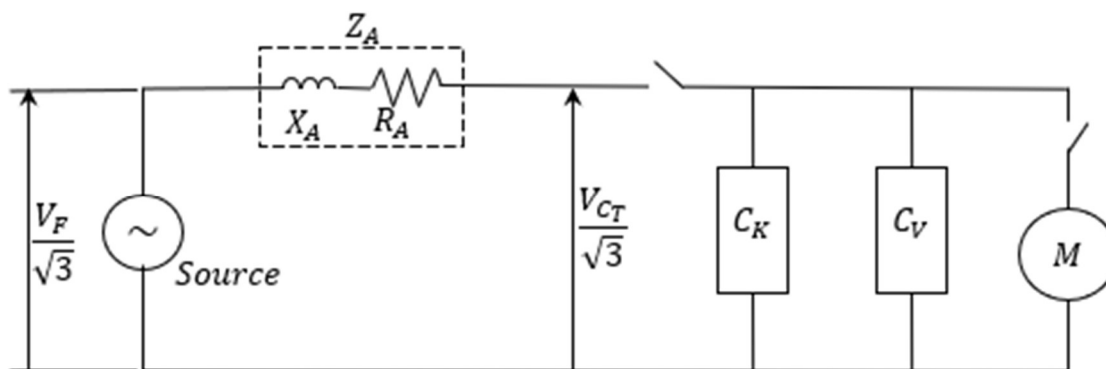 Z_A
X_A
R_A
V_F
√3
~
Source
V_{C_T}
√3
C_K
C_V
M